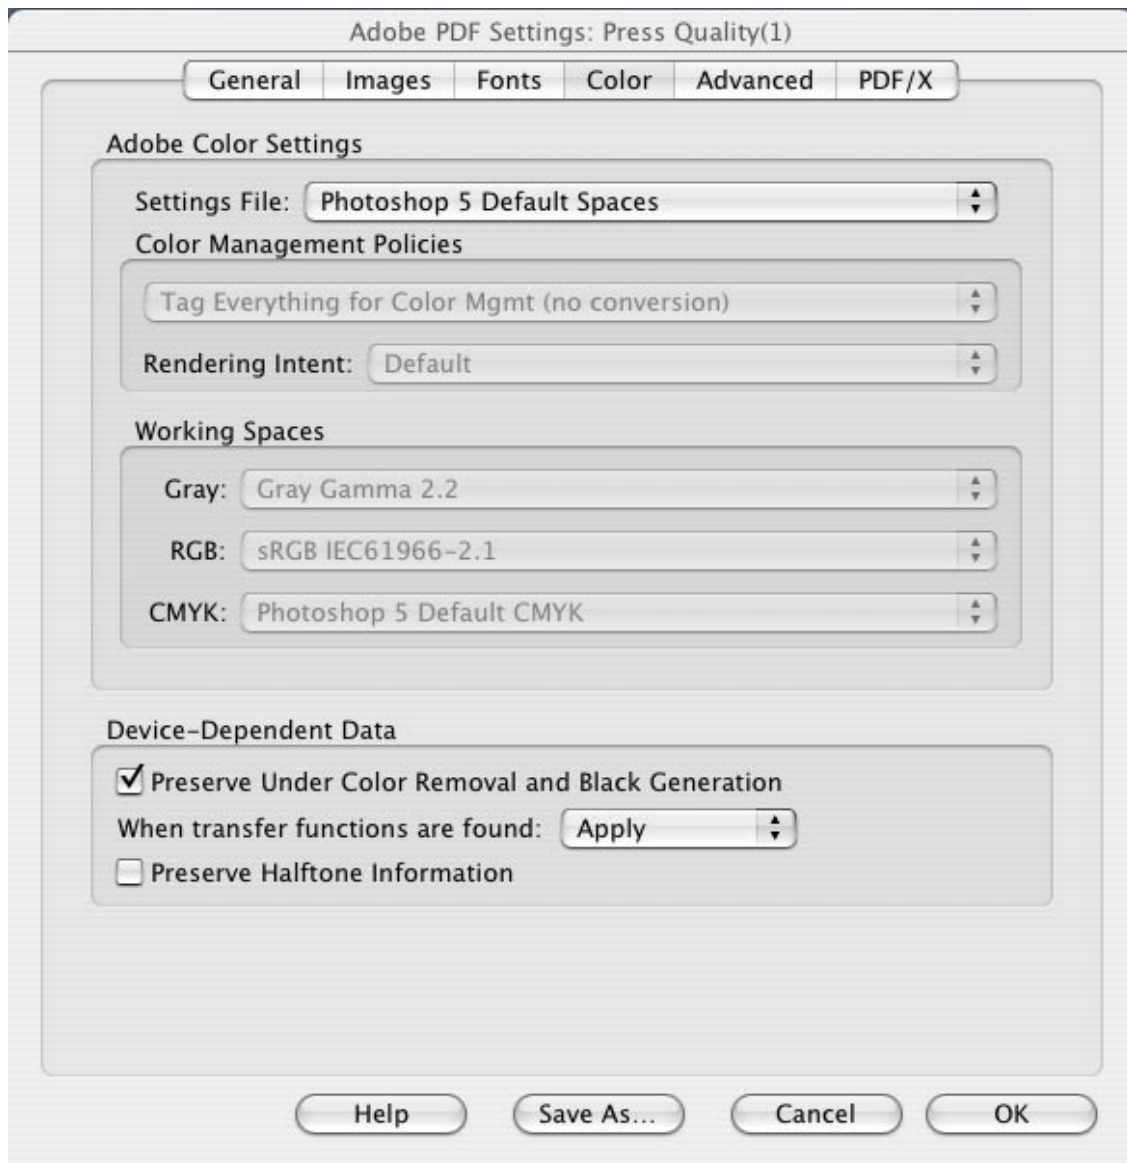 Adobe PDF Settings: Press Quality(1)
General Images Fonts Color Advanced PDF/X
Adobe Color Settings
Settings File: Photoshop 5 Default Spaces
Color Management Policies
Tag Everything for Color Mgmt (no conversion)
Rendering Intent: Default
Working Spaces
Gray: Gray Gamma 2.2
RGB: sRGB IEC61966-2.1
CMYK: Photoshop 5 Default CMYK
Device-Dependent Data
Preserve Under Color Removal and Black Generation
When transfer functions are found: Apply
Preserve Halftone Information
Help Save As... Cancel OK